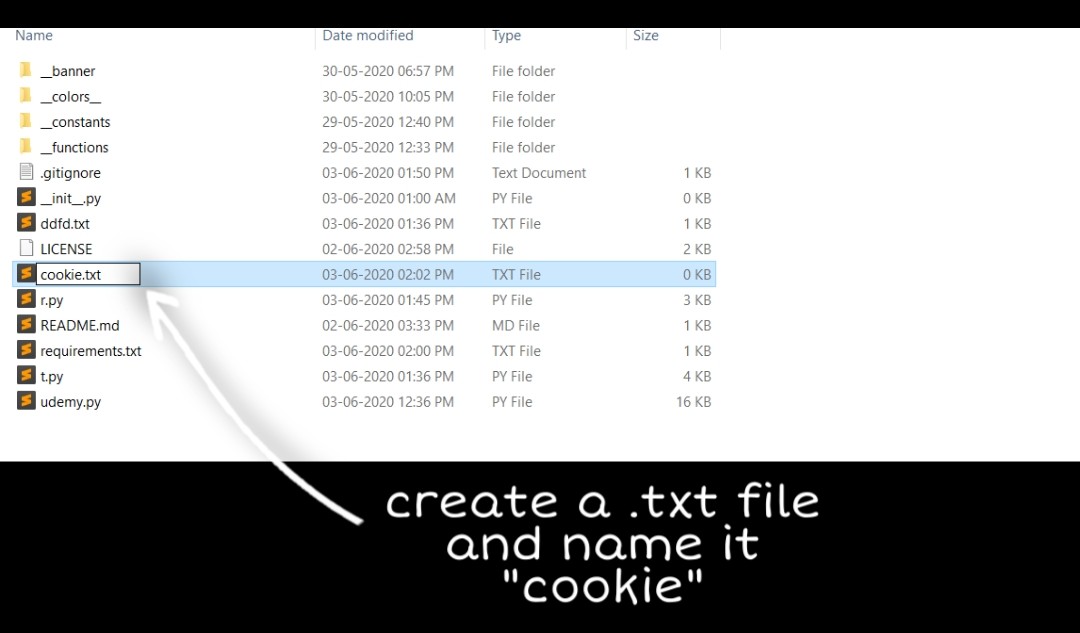 Name Date modified Type Size
__banner 30-05-2020 06:57 PM File folder
__colors__ 30-05-2020 10:05 PM File folder
__constants 29-05-2020 12:40 PM File folder
__functions 29-05-2020 12:33 PM File folder
.gitignore 03-06-2020 01:50 PM Text Document 1 KB
__init__.py 03-06-2020 01:00 AM PY File 0 KB
ddfd.txt 03-06-2020 01:36 PM TXT File 1 KB
LICENSE 02-06-2020 02:58 PM File 2 KB
cookie.txt 03-06-2020 02:02 PM TXT File 0 KB
r.py 03-06-2020 01:45 PM PY File 3 KB
README.md 02-06-2020 03:33 PM MD File 1 KB
requirements.txt 03-06-2020 02:00 PM TXT File 1 KB
t.py 03-06-2020 01:36 PM PY File 4 KB
udemy.py 03-06-2020 12:36 PM PY File 16 KB
create a .txt file
and name it
"cookie"